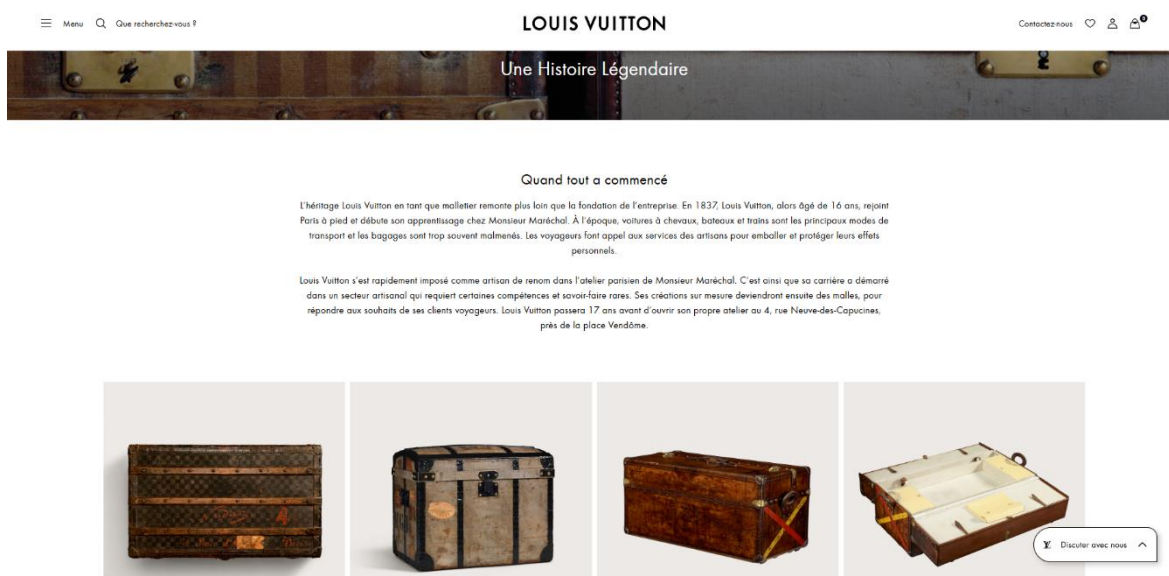 Menu
Que recherchez-vous ?
LOUIS VUITTON
Contactez-nous
0
Une Histoire Légendaire
Quand tout a commencé
L'héritage Louis Vuitton en tant que malletier remonte plus loin que la fondation de l'entreprise. En 1837, Louis Vuitton, alors âgé de 16 ans, rejoint
Paris à pied et débute son apprentissage chez Monsieur Maréchal. À l'époque, voitures à chevaux, bateaux et trains sont les principaux modes de
transport et les bagages sont trop souvent malmenés. Les voyageurs font appel aux services des artisans pour emballer et protéger leurs effets
personnels.
Louis Vuitton s'est rapidement imposé comme artisan de renom dans l'atelier parisien de Monsieur Maréchal. C'est ainsi que sa carrière a démarré
dans un secteur artisanal qui requiert certaines compétences et savoir-faire rares. Ses créations sur mesure deviendront ensuite des malles, pour
répondre aux souhaits de ses clients voyageurs. Louis Vuitton passera 17 ans avant d'ouvrir son propre atelier au 4, rue Neuve-des-Capucines,
près de la place Vendôme.
Discuter avec nous